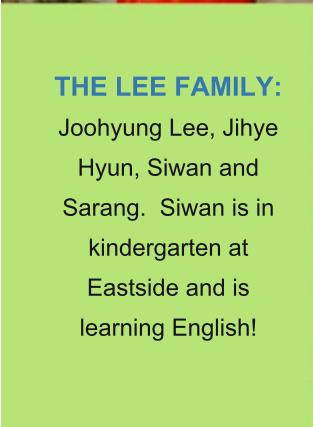 THE LEE FAMILY:
Joohyung Lee, Jihye
Hyun, Siwan and
Sarang.  Siwan is in
kindergarten at
Eastside and is
learning English!